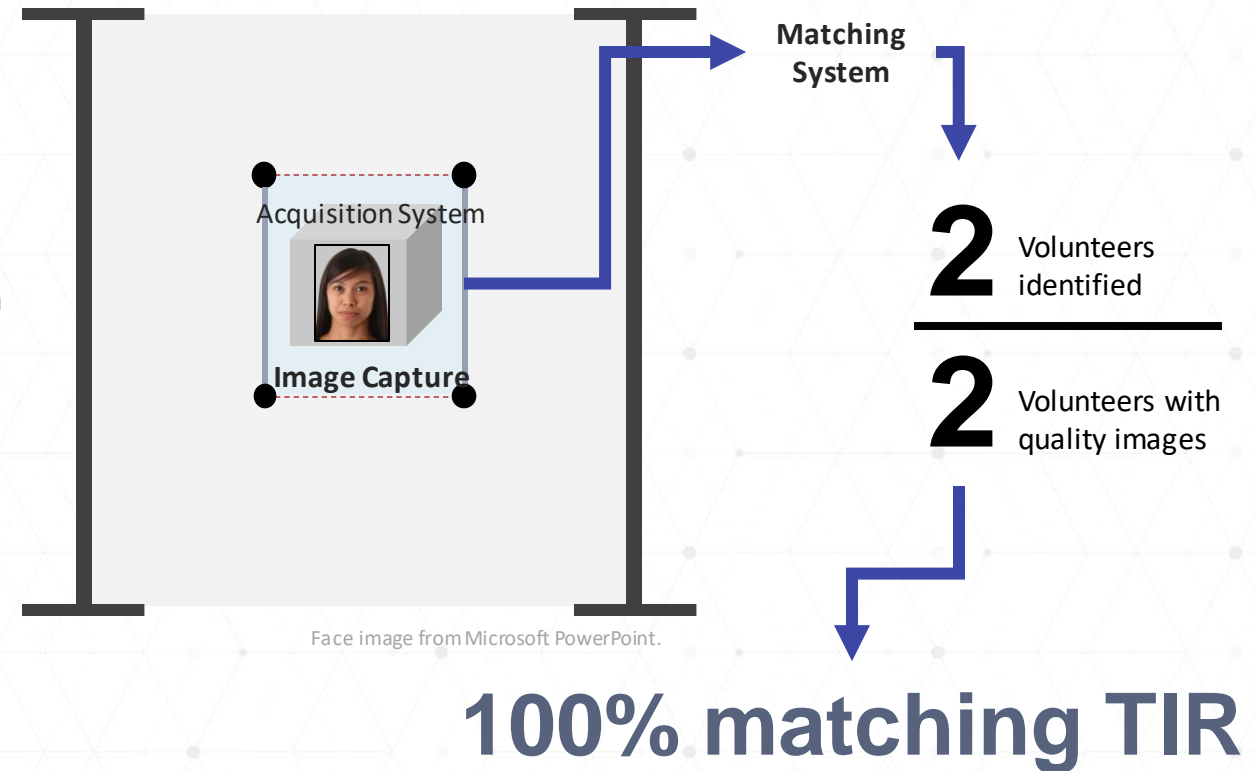 Matching
System
Acquisition System
Image Capture
2
Volunteers
identified
2
Volunteers with
quality images
Face image from Microsoft PowerPoint.
100% matching TIR